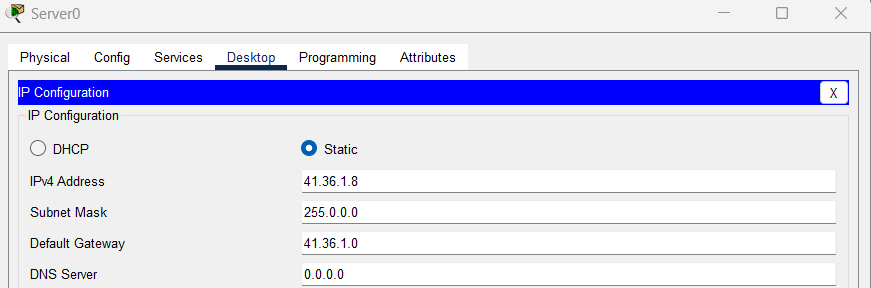 Server0
Physical Config Services Desktop Programming Attributes
IP Configuration X
IP Configuration
DHCP Static
IPv4 Address 41.36.1.8
Subnet Mask 255.0.0.0
Default Gateway 41.36.1.0
DNS Server 0.0.0.0